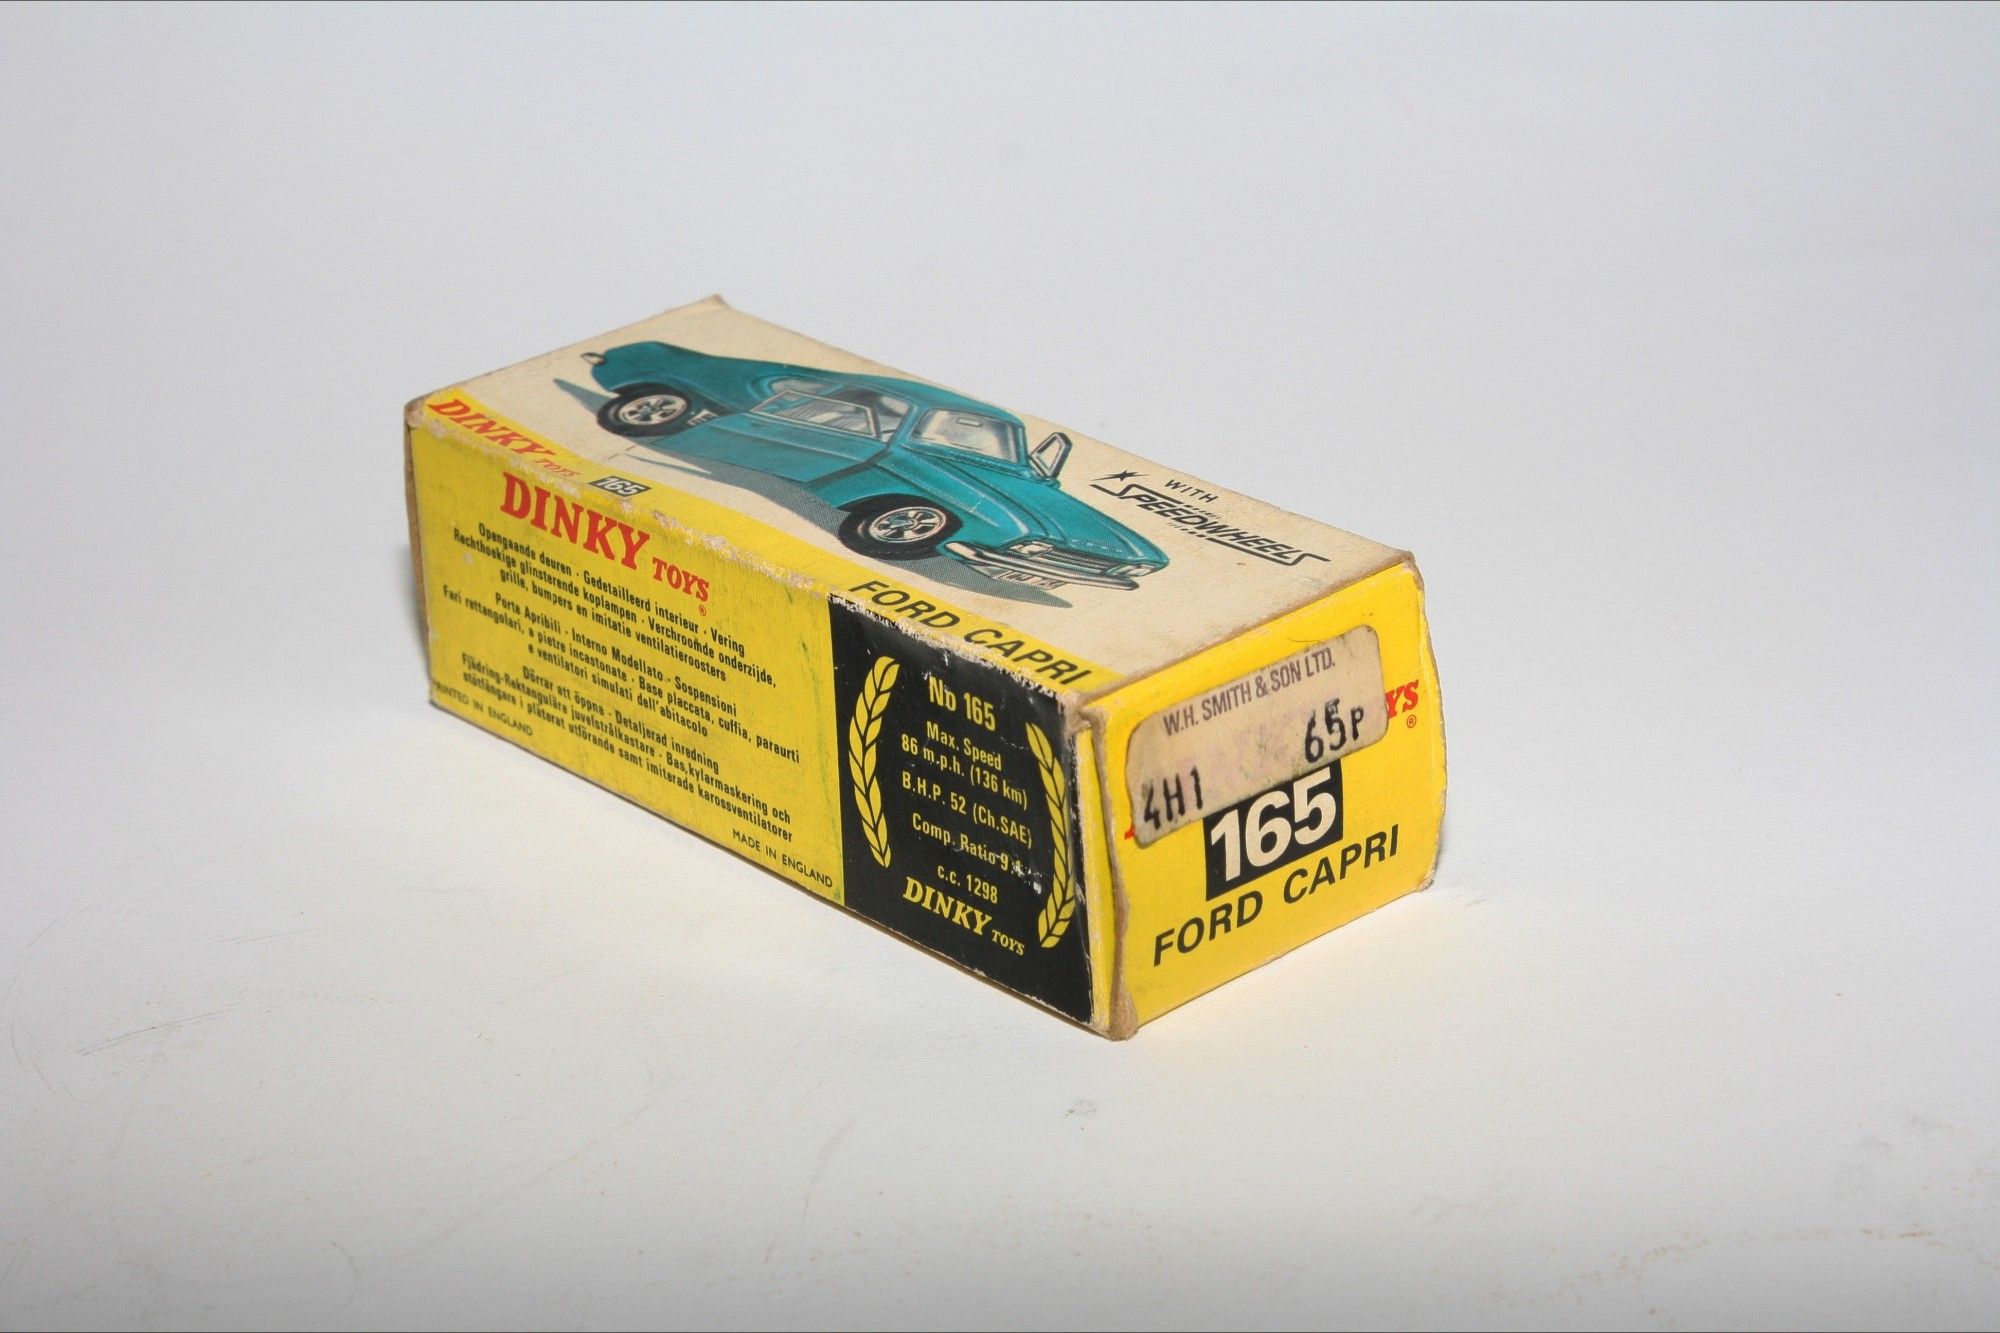 DINKY TOYS
165
FORD CAPRI
WITH
SPEEDWHEELS
DINKY TOYS®
Opengaande deuren · Gedetailleerd interieur · Vering
Rechthoekige glinsterende koplampen · Verchroomde onderzijde,
grille, bumpers en imitatie ventilatieroosters
Porte Apribili · Interno Modellato · Sospensioni
Fari rettangolari, e pietre incastonate · Base placcata, cuffia, paraurti
e ventilatori simulati dell'abitacolo
Dörrar att öppna · Detaljerad inredning
Fjädring-Rektangulära juvelstrålkastare · Bas,kylarmaskering och
stötfångare i pläterat utförande samt imiterade karossventilatorer
INTED IN ENGLAND
MADE IN ENGLAND
No 165
Max. Speed
86 m.p.h. (136 km)
B.H.P. 52 (Ch.SAE)
Comp. Ratio 9.1
c.c. 1298
DINKY TOYS
W.H. SMITH & SON LTD.
65P
4H1
YS®
165
FORD CAPRI